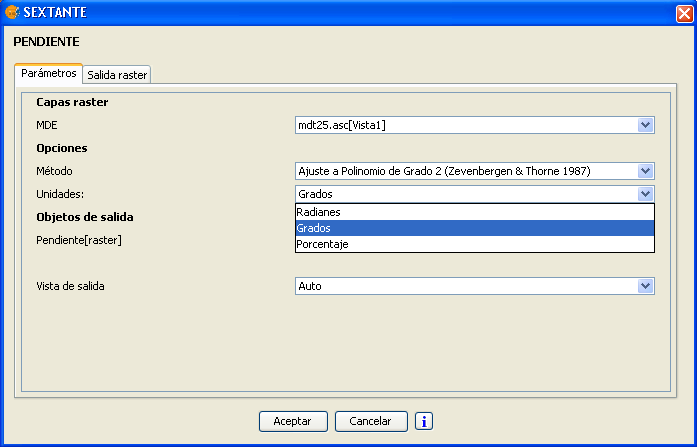 SEXTANTE
PENDIENTE
Parámetros Salida raster
Capas raster
MDE mdt25.asc[Vista1]
Opciones
Método Ajuste a Polinomio de Grado 2 (Zevenbergen & Thorne 1987)
Unidades: Grados
Radianes
Objetos de salida
Grados
Pendiente[raster]
Porcentaje
Vista de salida Auto
Aceptar Cancelar i